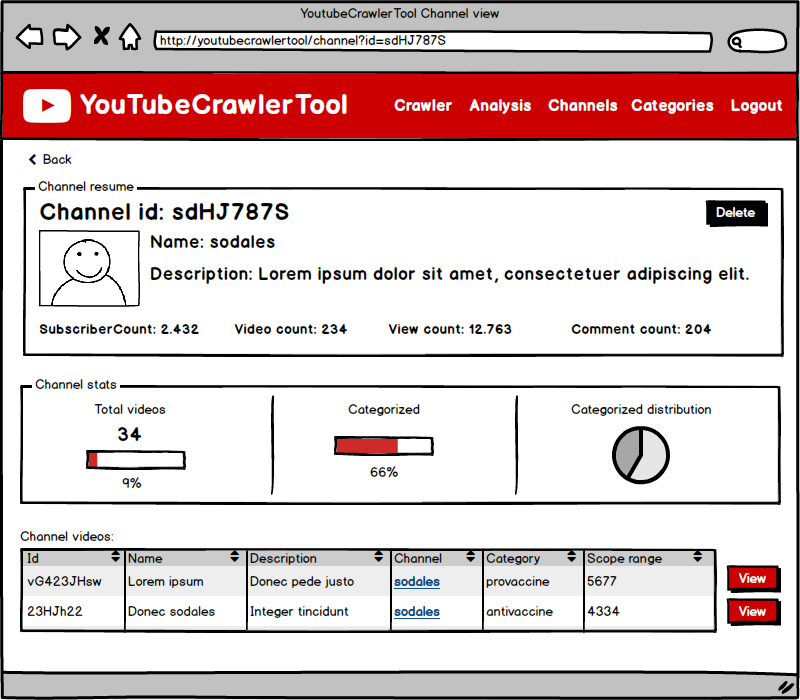 YoutubeCrawlerTool Channel view
http://youtubecrawlertool/channel?id=sdHJ787S
YouTubeCrawlerTool Crawler Analysis Channels Categories Logout
Back
Channel resume
Channel id: sdHJ787S Delete
Name: sodales
Description: Lorem ipsum dolor sit amet, consectetuer adipiscing elit.
SubscriberCount: 2.432 Video count: 234 View count: 12.763 Comment count: 204
Channel stats
Total videos Categorized Categorized distribution
34
9% 66%
Channel videos:
Id Name Description Channel Category Scope range
vG423JHsw Lorem ipsum Donec pede justo sodales provaccine 5677 View
23HJh22 Donec sodales Integer tincidunt sodales antivaccine 4334 View